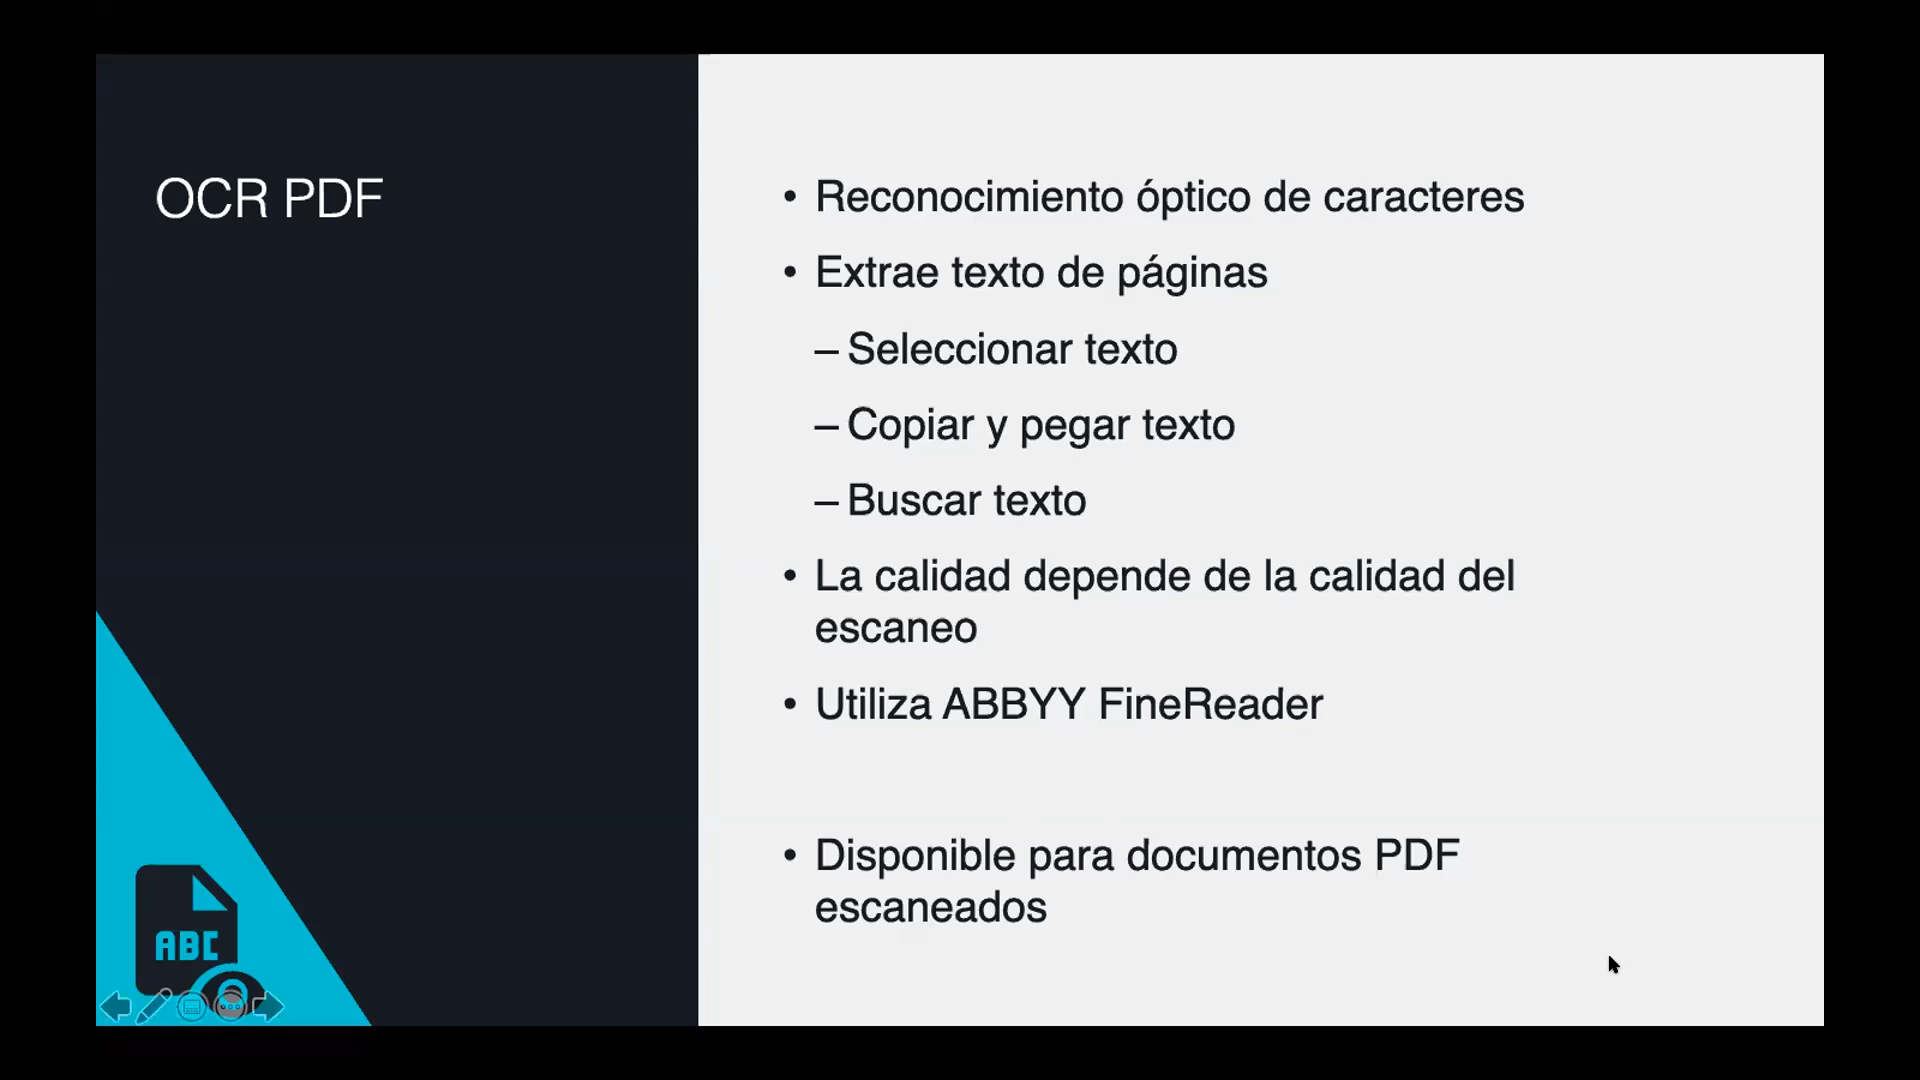 OCR PDF
• Reconocimiento óptico de caracteres
• Extrae texto de páginas
– Seleccionar texto
– Copiar y pegar texto
– Buscar texto
• La calidad depende de la calidad del
escaneo
• Utiliza ABBYY FineReader
• Disponible para documentos PDF
escaneados
ABC